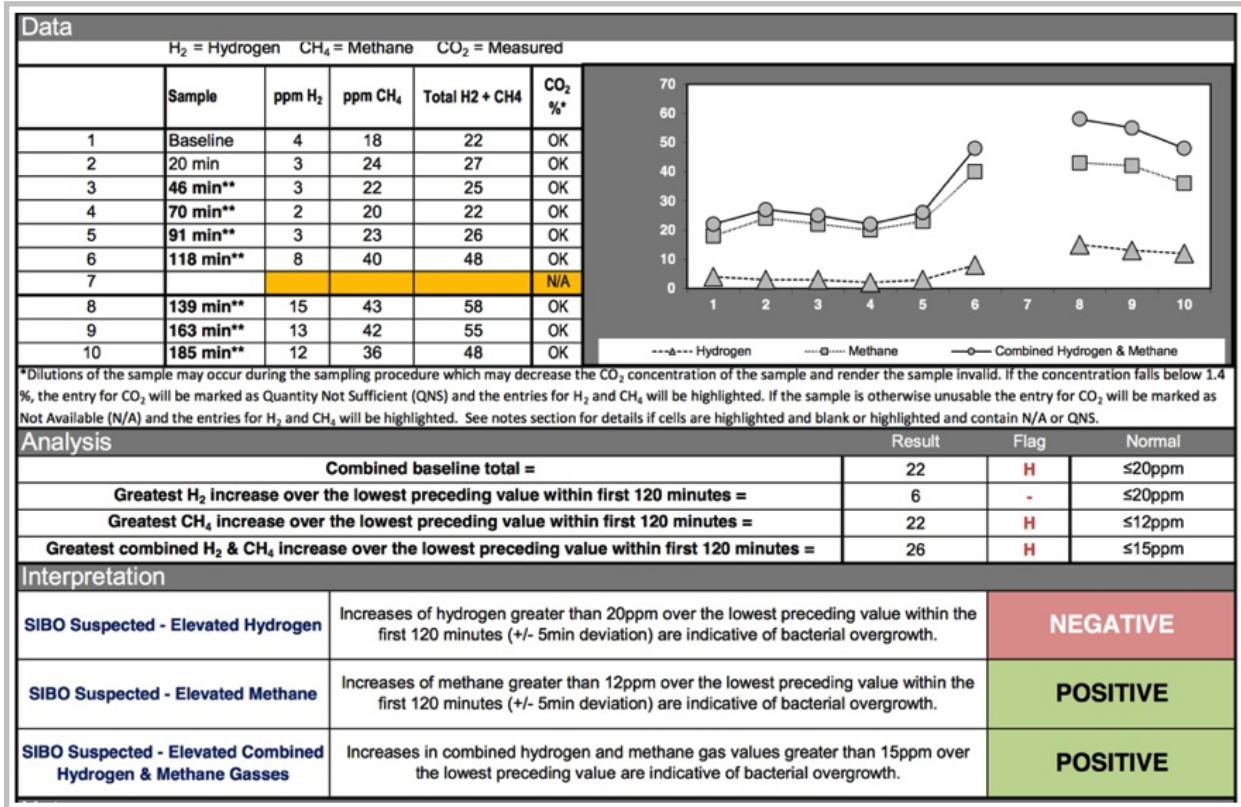 Data
H₂ = Hydrogen CH₄ = Methane CO₂ = Measured
Sample ppm H₂ ppm CH₄ Total H2 + CH4 CO₂ %*
1 Baseline 4 18 22 OK
2 20 min 3 24 27 OK
3 46 min** 3 22 25 OK
4 70 min** 2 20 22 OK
5 91 min** 3 23 26 OK
6 118 min** 8 40 48 OK
7 N/A
8 139 min** 15 43 58 OK
9 163 min** 13 42 55 OK
10 185 min** 12 36 48 OK
70
60
50
40
30
20
10
0
1 2 3 4 5 6 7 8 9 10
Hydrogen Methane Combined Hydrogen & Methane
*Dilutions of the sample may occur during the sampling procedure which may decrease the CO₂ concentration of the sample and render the sample invalid. If the concentration falls below 1.4
%, the entry for CO₂ will be marked as Quantity Not Sufficient (QNS) and the entries for H₂ and CH₄ will be highlighted. If the sample is otherwise unusable the entry for CO₂ will be marked as
Not Available (N/A) and the entries for H₂ and CH₄ will be highlighted. See notes section for details if cells are highlighted and blank or highlighted and contain N/A or QNS.
Analysis Result Flag Normal
Combined baseline total = 22 H ≤20ppm
Greatest H₂ increase over the lowest preceding value within first 120 minutes = 6 - ≤20ppm
Greatest CH₄ increase over the lowest preceding value within first 120 minutes = 22 H ≤12ppm
Greatest combined H₂ & CH₄ increase over the lowest preceding value within first 120 minutes = 26 H ≤15ppm
Interpretation
SIBO Suspected - Elevated Hydrogen
Increases of hydrogen greater than 20ppm over the lowest preceding value within the
first 120 minutes (+/- 5min deviation) are indicative of bacterial overgrowth.
NEGATIVE
SIBO Suspected - Elevated Methane
Increases of methane greater than 12ppm over the lowest preceding value within the
first 120 minutes (+/- 5min deviation) are indicative of bacterial overgrowth.
POSITIVE
SIBO Suspected - Elevated Combined
Hydrogen & Methane Gasses
Increases in combined hydrogen and methane gas values greater than 15ppm over
the lowest preceding value are indicative of bacterial overgrowth.
POSITIVE